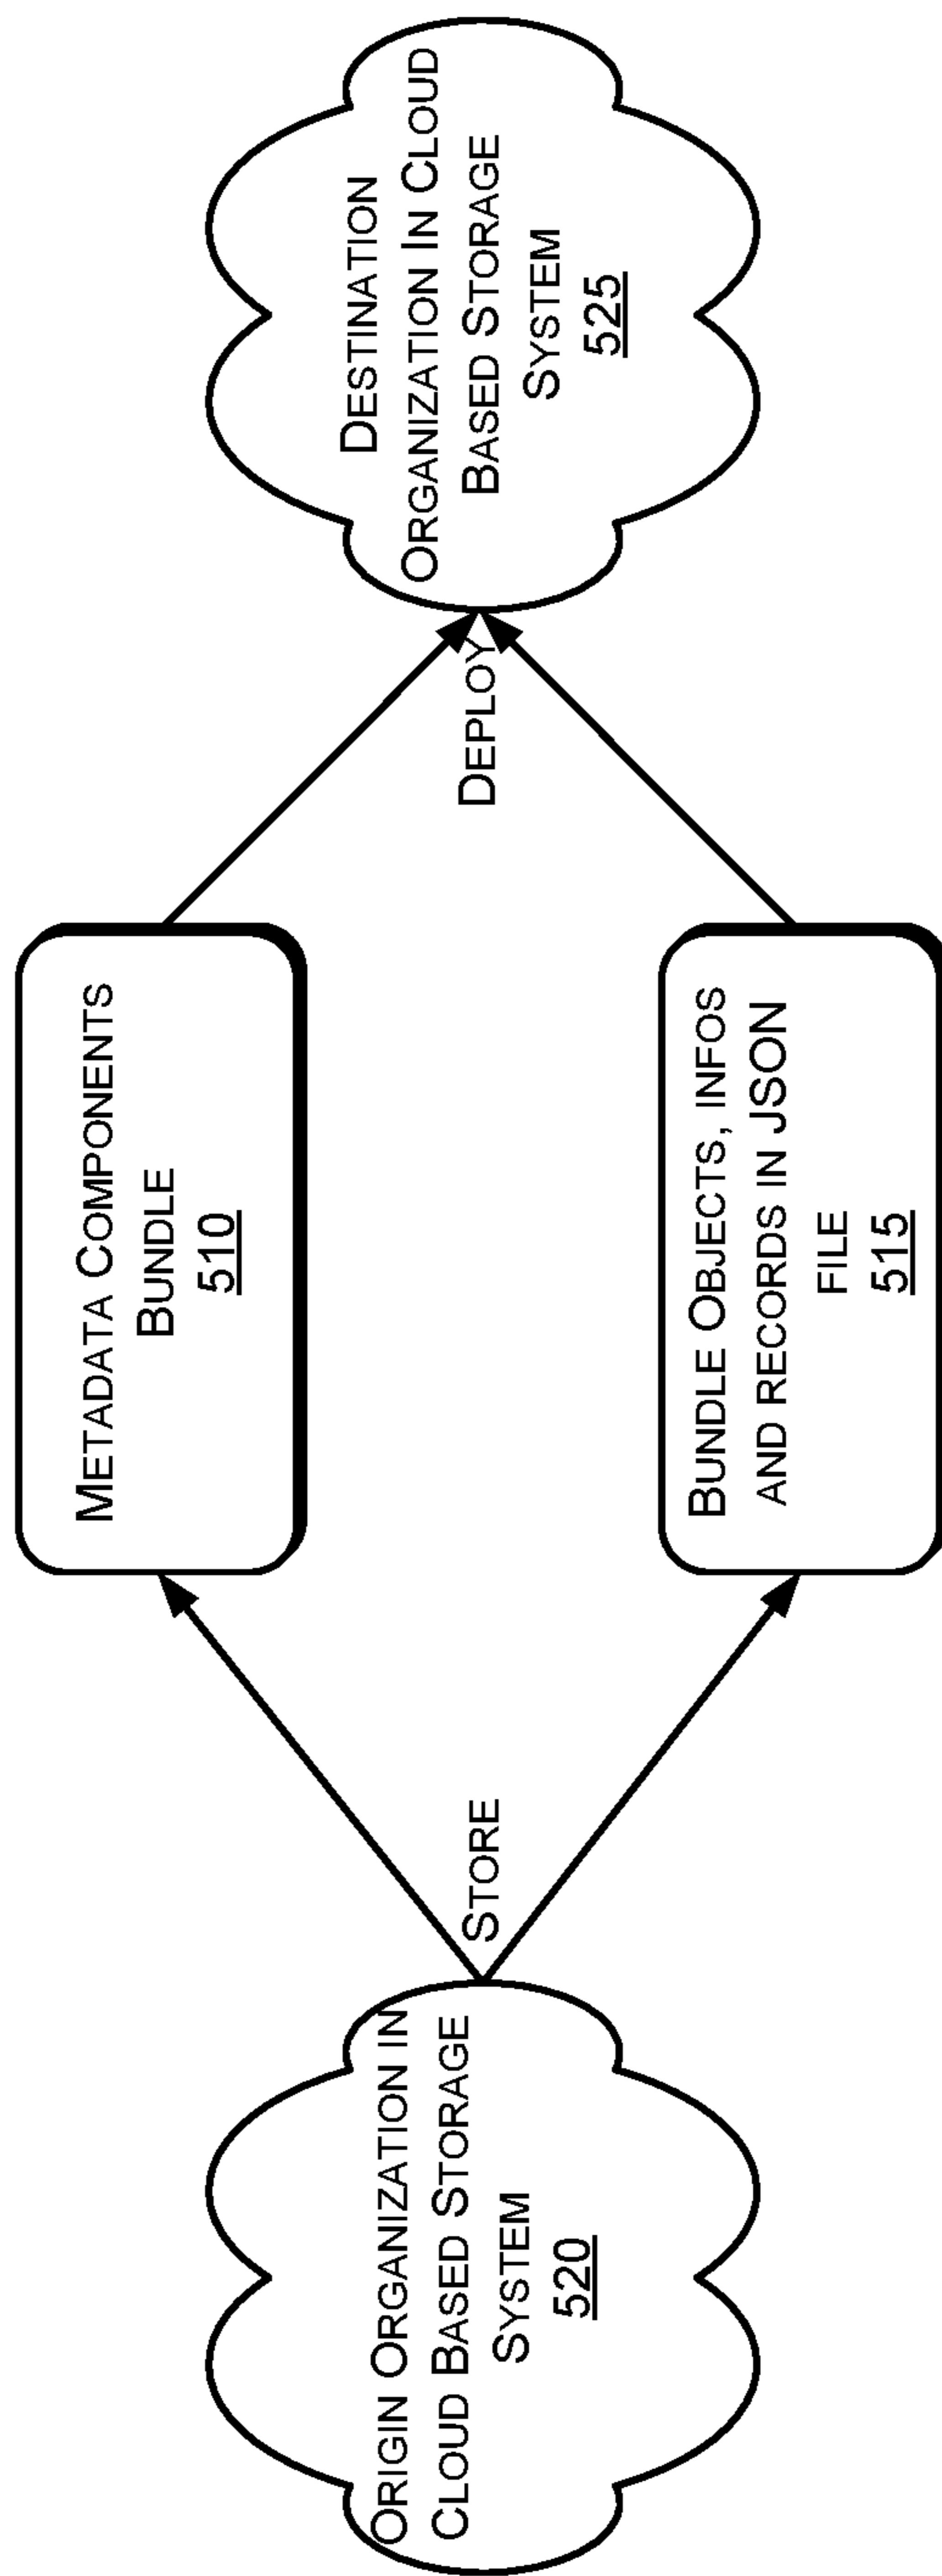 ORIGIN ORGANIZATION IN
CLOUD BASED STORAGE
SYSTEM
520
STORE
METADATA COMPONENTS
BUNDLE
510
BUNDLE OBJECTS, INFOS
AND RECORDS IN JSON
FILE
515
DEPLOY
DESTINATION
ORGANIZATION IN CLOUD
BASED STORAGE
SYSTEM
525